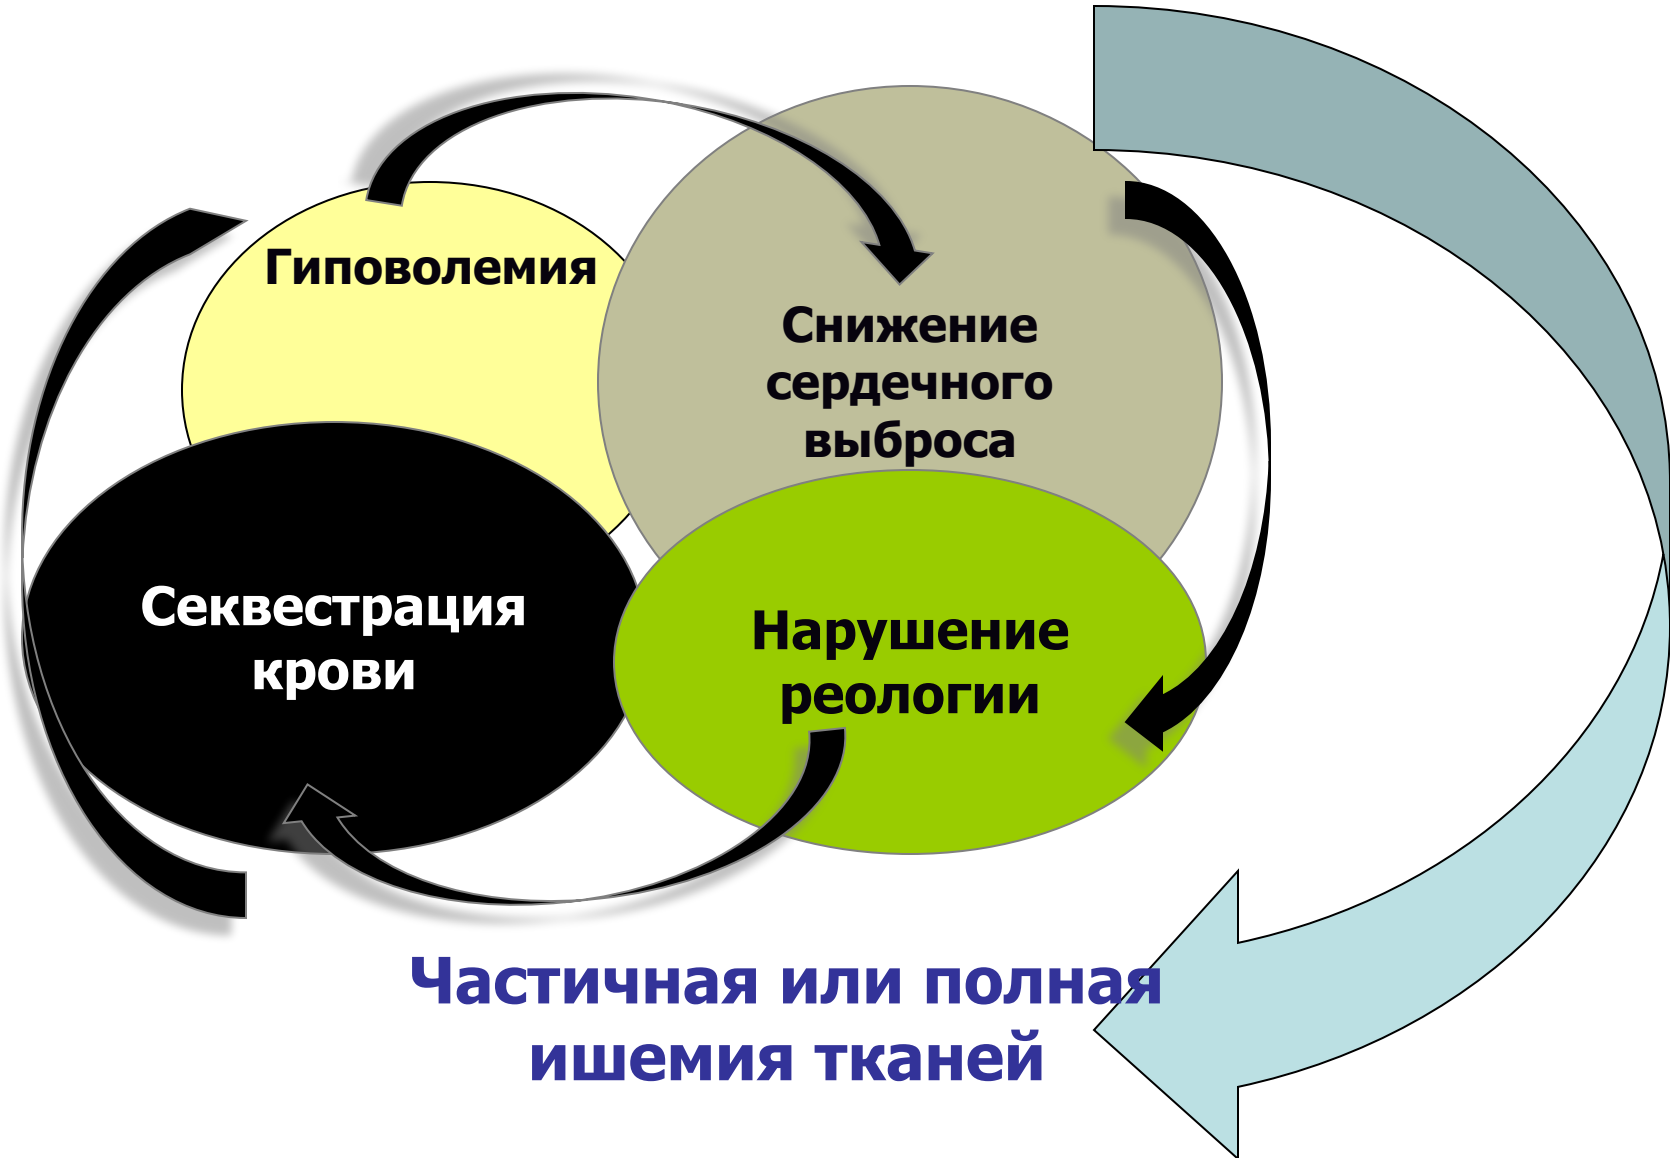 Гиповолемия
Снижение
сердечного
выброса
Секвестрация
крови
Нарушение
реологии
Частичная или полная
ишемия тканей